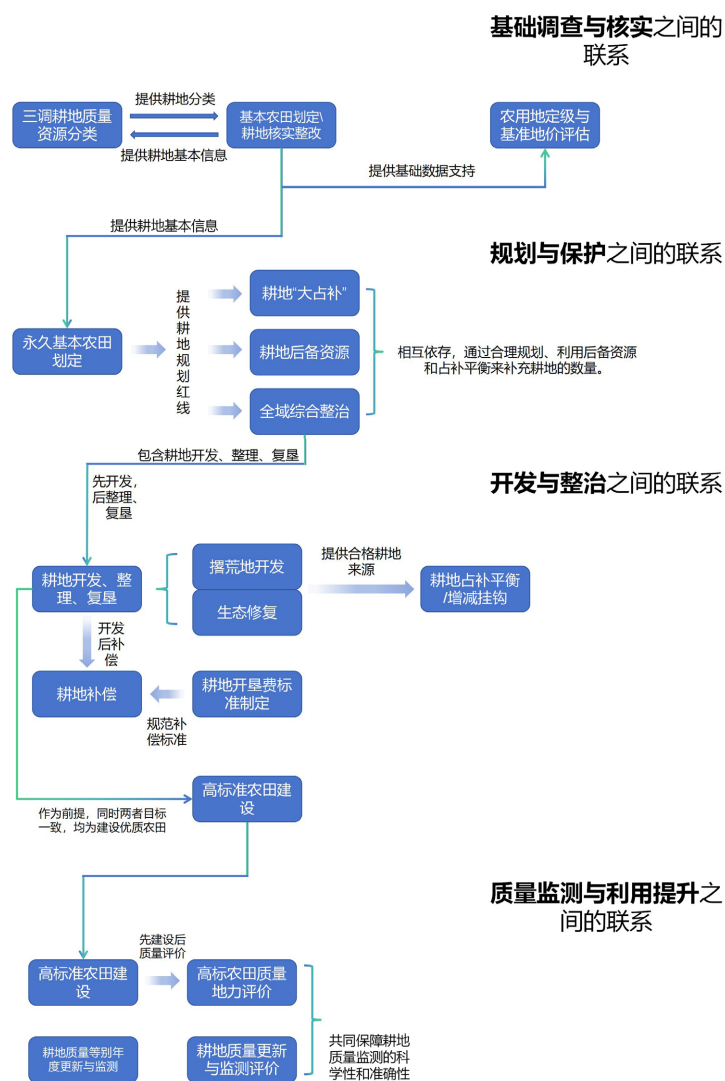 基础调查与核实之间的
联系
提供耕地分类
三调耕地质量
资源分类
基本农田划定\
耕地核实整改
农用地定级与
基准地价评估
提供耕地基本信息
提供基础数据支持
提供耕地基本信息
规划与保护之间的联系
提
供
耕
地
规
划
红
线
耕地“大占补”
永久基本农田
划定
耕地后备资源
相互依存，通过合理规划、利用后备资源
和占补平衡来补充耕地的数量。
全域综合整治
包含耕地开发、整理、复垦
开发与整治之间的联系
先开发，
后整理、
复垦
耕地开发、整
理、复垦
撂荒地开发
生态修复
提供合格耕地
来源
耕地占补平衡
/增减挂钩
开发
后补
偿
耕地补偿
耕地开垦费标
准制定
规范补
偿标准
高标准农田建
设
作为前提，同时两者目标
一致，均为建设优质农田
质量监测与利用提升之
间的联系
先建设后
质量评价
高标准农田建
设
高标农田质量
地力评价
耕地质量等别年
度更新与监测
耕地质量更新
与监测评价
共同保障耕地
质量监测的科
学性和准确性